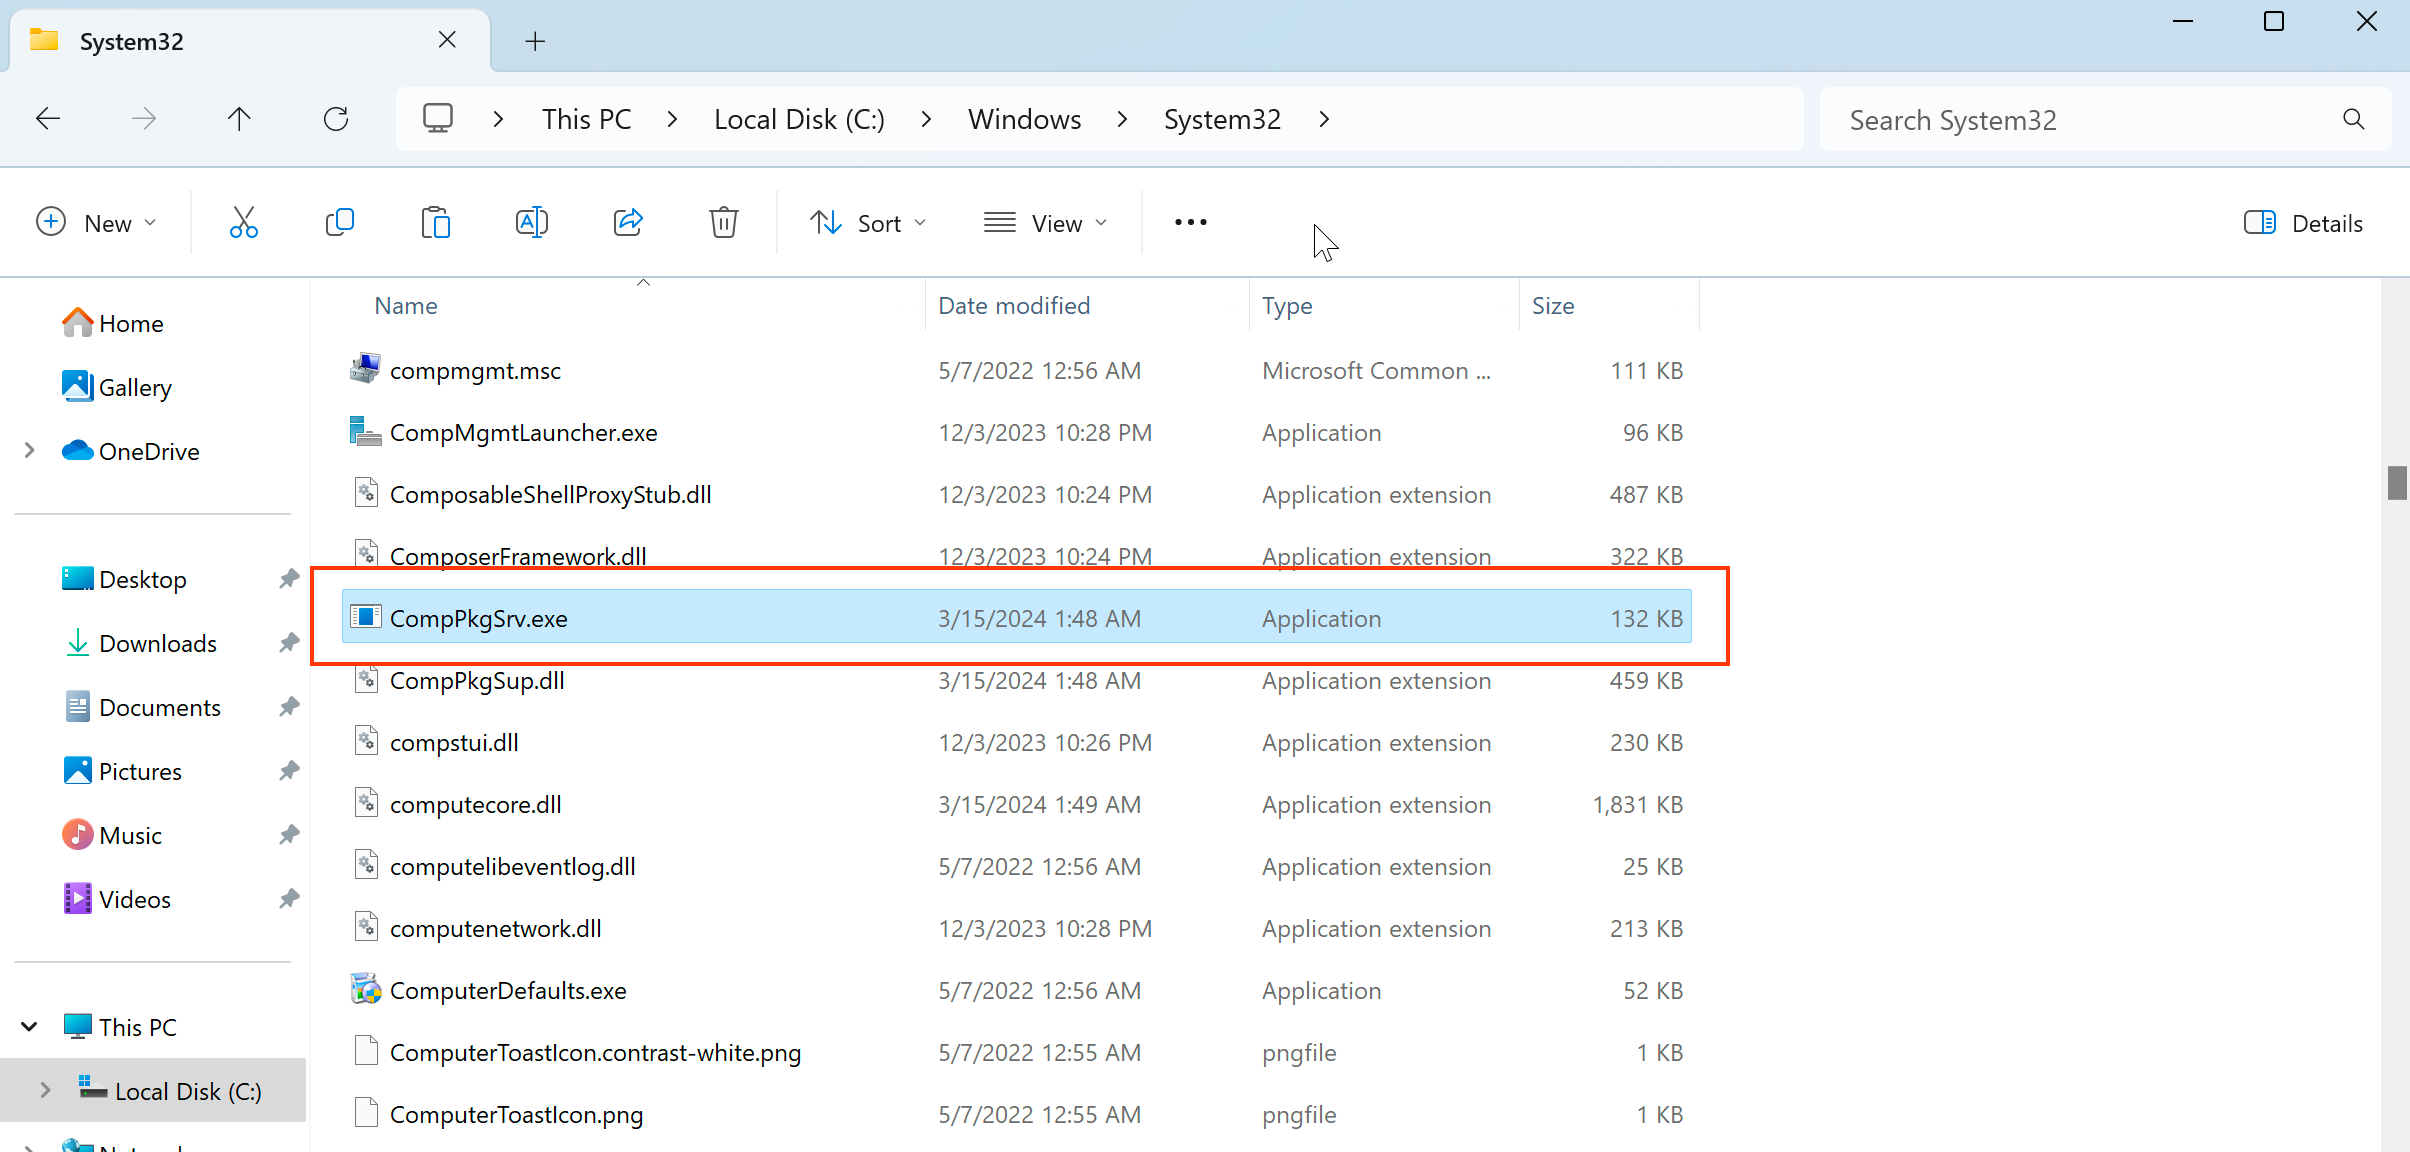 System32
This PC Local Disk (C:) Windows System32 Search System32
New Sort View Details
Home
Gallery
OneDrive
Desktop
Downloads
Documents
Pictures
Music
Videos
This PC
Local Disk (C:)
Name Date modified Type Size
compmgmt.msc 5/7/2022 12:56 AM Microsoft Common ... 111 KB
CompMgmtLauncher.exe 12/3/2023 10:28 PM Application 96 KB
ComposableShellProxyStub.dll 12/3/2023 10:24 PM Application extension 487 KB
ComposerFramework.dll 12/3/2023 10:24 PM Application extension 322 KB
CompPkgSrv.exe 3/15/2024 1:48 AM Application 132 KB
CompPkgSup.dll 3/15/2024 1:48 AM Application extension 459 KB
compstui.dll 12/3/2023 10:26 PM Application extension 230 KB
computecore.dll 3/15/2024 1:49 AM Application extension 1,831 KB
computelibeventlog.dll 5/7/2022 12:56 AM Application extension 25 KB
computenetwork.dll 12/3/2023 10:28 PM Application extension 213 KB
ComputerDefaults.exe 5/7/2022 12:56 AM Application 52 KB
ComputerToastIcon.contrast-white.png 5/7/2022 12:55 AM pngfile 1 KB
ComputerToastIcon.png 5/7/2022 12:55 AM pngfile 1 KB